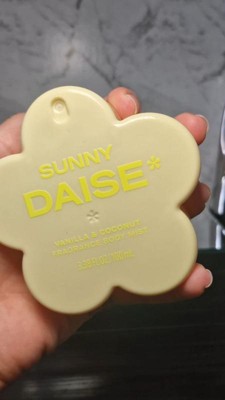 SUNNY
DAISE*
VANILLA & COCONUT
FRAGRANCE BODY MIST